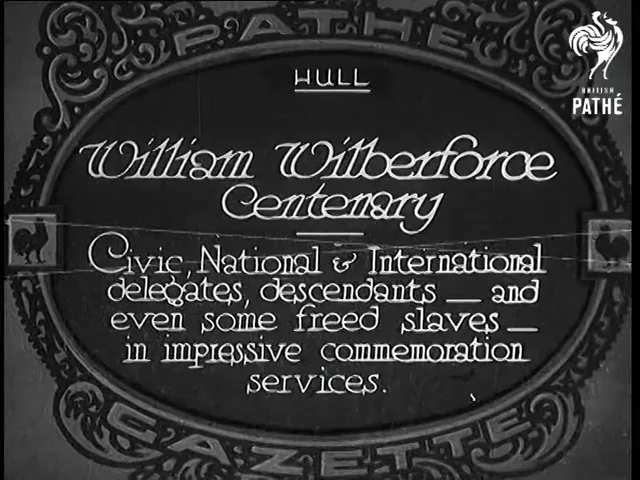 PATHE
BRITISH
PATHÉ
HULL
William Wilberforce
Centenary
Civic, National & International
delegates, descendants — and
even some freed slaves —
in impressive commemoration
services.
GAZETTE